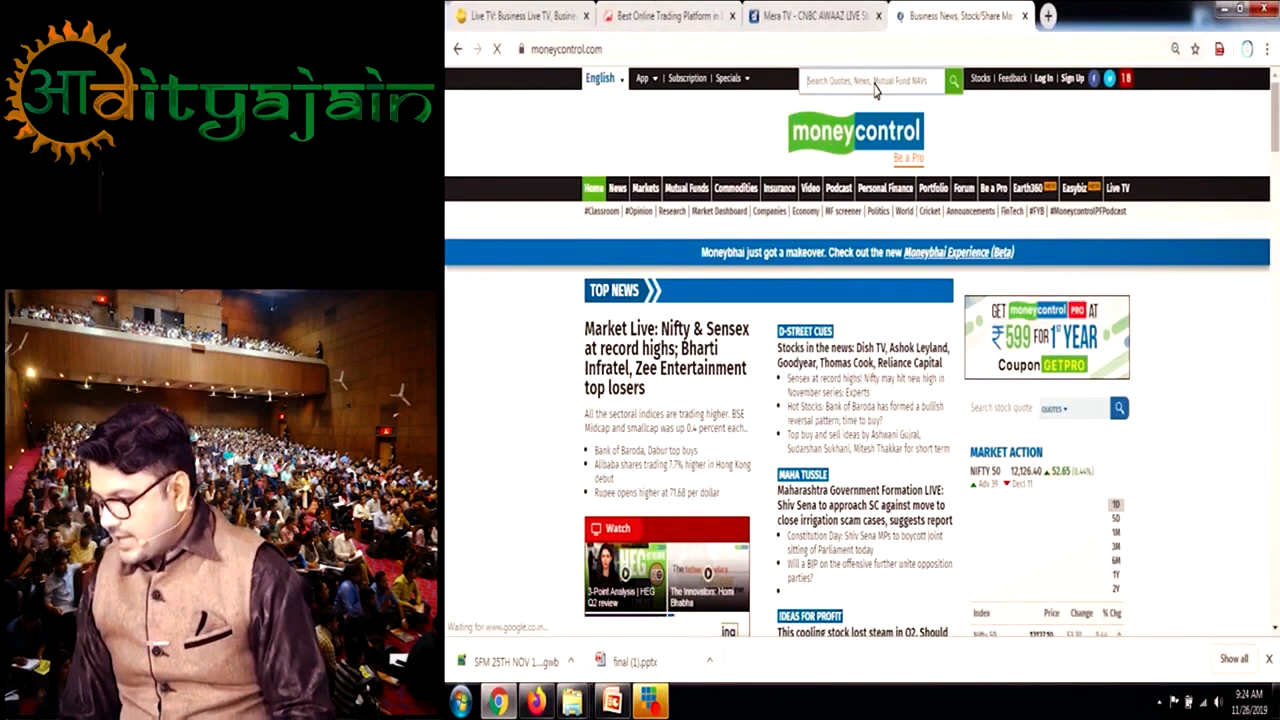 आदityajain
Live TV: Business Live TV, Busine
Best Online Trading Platform in
Mera TV - CNBC AWAAZ LIVE St
Business News, Stock/Share Ma
moneycontrol.com
English
App
Subscription
Specials
Search Quotes, News, Mutual Fund NAVs
Stocks | Feedback | Log In | Sign Up
18
moneycontrol
Be a Pro
Home News Markets Mutual Funds Commodities Insurance Video Podcast Personal Finance Portfolio Forum Be a Pro Earth360 Easybiz Live TV
#Classroom | #Opinion | Research | Market Dashboard | Companies | Economy | MF screener | Politics | World | Cricket | Announcements | FinTech | #FYB | #MoneycontrolPFPodcast
Moneybhai just got a makeover. Check out the new Moneybhai Experience (Beta)
TOP NEWS
Market Live: Nifty & Sensex
at record highs; Bharti
Infratel, Zee Entertainment
top losers
All the sectoral indices are trading higher. BSE
Midcap and smallcap was up 0.4 percent each..
Bank of Baroda, Dabur top buys
Alibaba shares trading 7.7% higher in Hong Kong
debut
Rupee opens higher at 71.68 per dollar
Watch
HEG
3-Point Analysis | HEG
Q2 review
The father
The Innovators: Homi
Bhabha
D-STREET CUES
Stocks in the news: Dish TV, Ashok Leyland,
Goodyear, Thomas Cook, Reliance Capital
Sensex at record highs! Nifty may hit new high in
November series: Experts
Hot Stocks: Bank of Baroda has formed a bullish
reversal pattern; time to buy?
Top buy and sell ideas by Ashwani Gujral,
Sudarshan Sukhani, Mitesh Thakkar for short term
MAHA TUSSLE
Maharashtra Government Formation LIVE:
Shiv Sena to approach SC against move to
close irrigation scam cases, suggests report
Constitution Day: Shiv Sena MPs to boycott joint
sitting of Parliament today
Will a BJP on the offensive further unite opposition
parties?
IDEAS FOR PROFIT
This cooling stock lost steam in Q2. Should
GET moneycontrol PRO AT
₹599 FOR 1ST YEAR
Coupon GETPRO
Search stock quote
QUOTES
MARKET ACTION
NIFTY 50 12,126.40 52.65 (0.44%)
Adv 39 Decl 11
1D
5D
1M
3M
6M
1Y
2Y
Index Price Change % Chg
Waiting for www.google.co.in...
SFM 25TH NOV 1....gwb
final (1).pptx
Show all
9:24 AM
11/26/2019